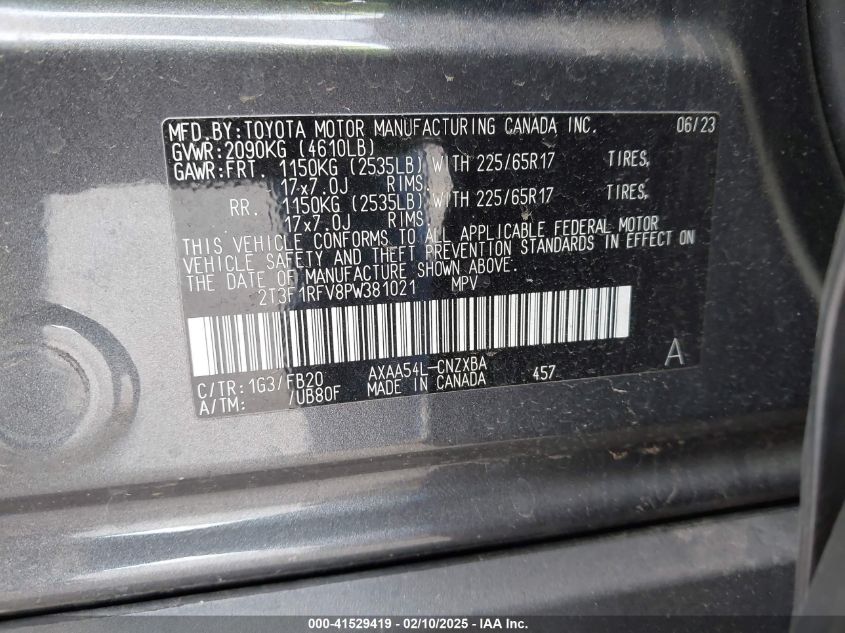 MFD.BY:TOYOTA MOTOR MANUFACTURING CANADA INC. 06/23
GVWR:2090KG (4610LB)
GAWR:FRT. 1150KG (2535LB) WITH 225/65R17 TIRES,
17x7.0J RIMS.
RR. 1150KG (2535LB) WITH 225/65R17 TIRES,
17x7.0J RIMS.
THIS VEHICLE CONFORMS TO ALL APPLICABLE FEDERAL MOTOR
VEHICLE SAFETY AND THEFT PREVENTION STANDARDS IN EFFECT ON
THE DATE OF MANUFACTURE SHOWN ABOVE.
2T3F1RFV8PW381021 MPV
C/TR:1G3/FB20 AXAA54L-CNZXBA 457 A
A/TM: /UB80F MADE IN CANADA
000-41529419 - 02/10/2025 - IAA Inc.